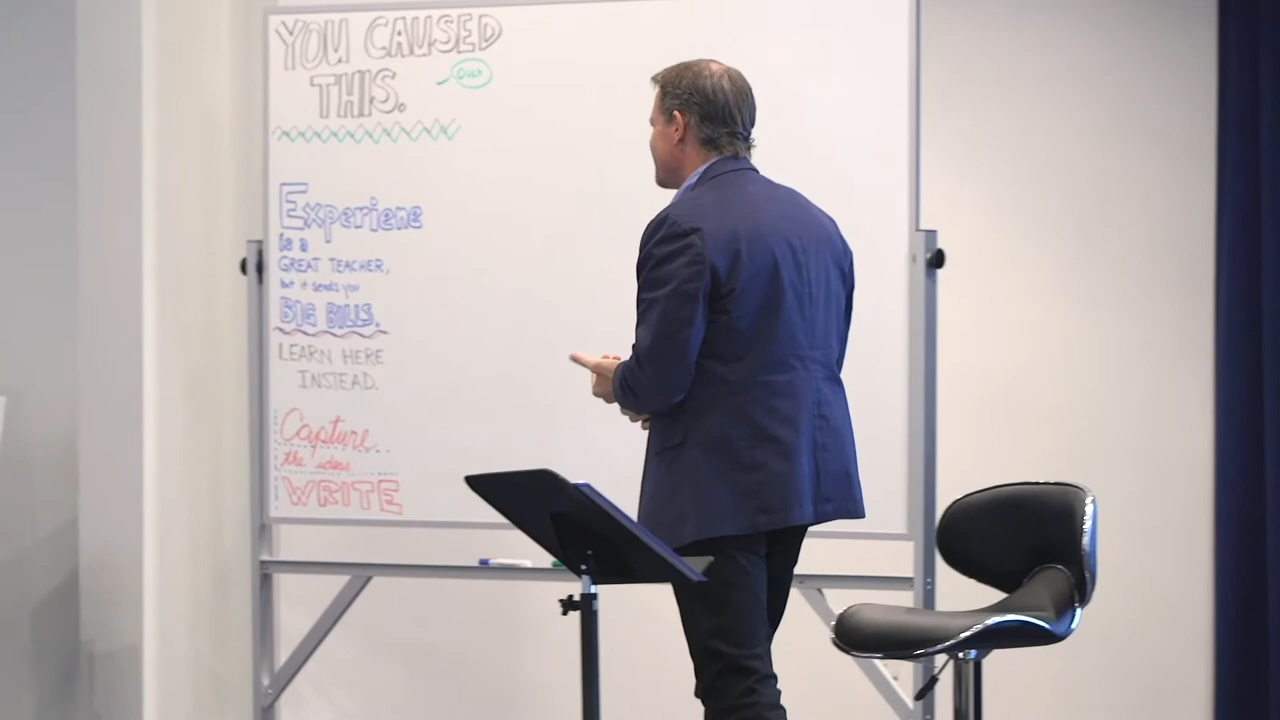 YOU CAUSED
THIS.
Ouch
Experiene
is a
GREAT TEACHER,
but it sends you
BIG BILLS.
LEARN HERE
INSTEAD.
Capture
the ideas
WRITE